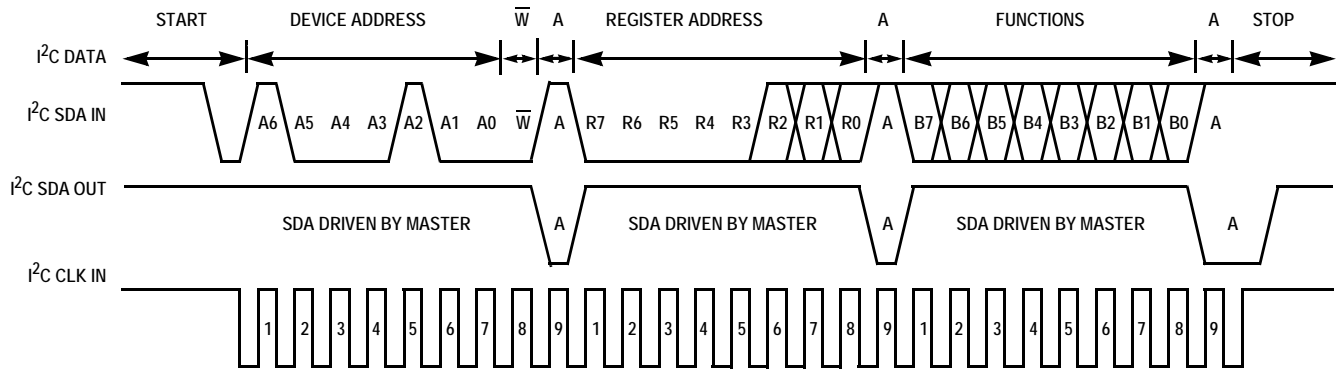 START DEVICE ADDRESS W̅ A REGISTER ADDRESS A FUNCTIONS A STOP
I²C DATA
I²C SDA IN A6 A5 A4 A3 A2 A1 A0 W̅ A R7 R6 R5 R4 R3 R2 R1 R0 A B7 B6 B5 B4 B3 B2 B1 B0 A
I²C SDA OUT
SDA DRIVEN BY MASTER A SDA DRIVEN BY MASTER A SDA DRIVEN BY MASTER A
I²C CLK IN
1 2 3 4 5 6 7 8 9 1 2 3 4 5 6 7 8 9 1 2 3 4 5 6 7 8 9